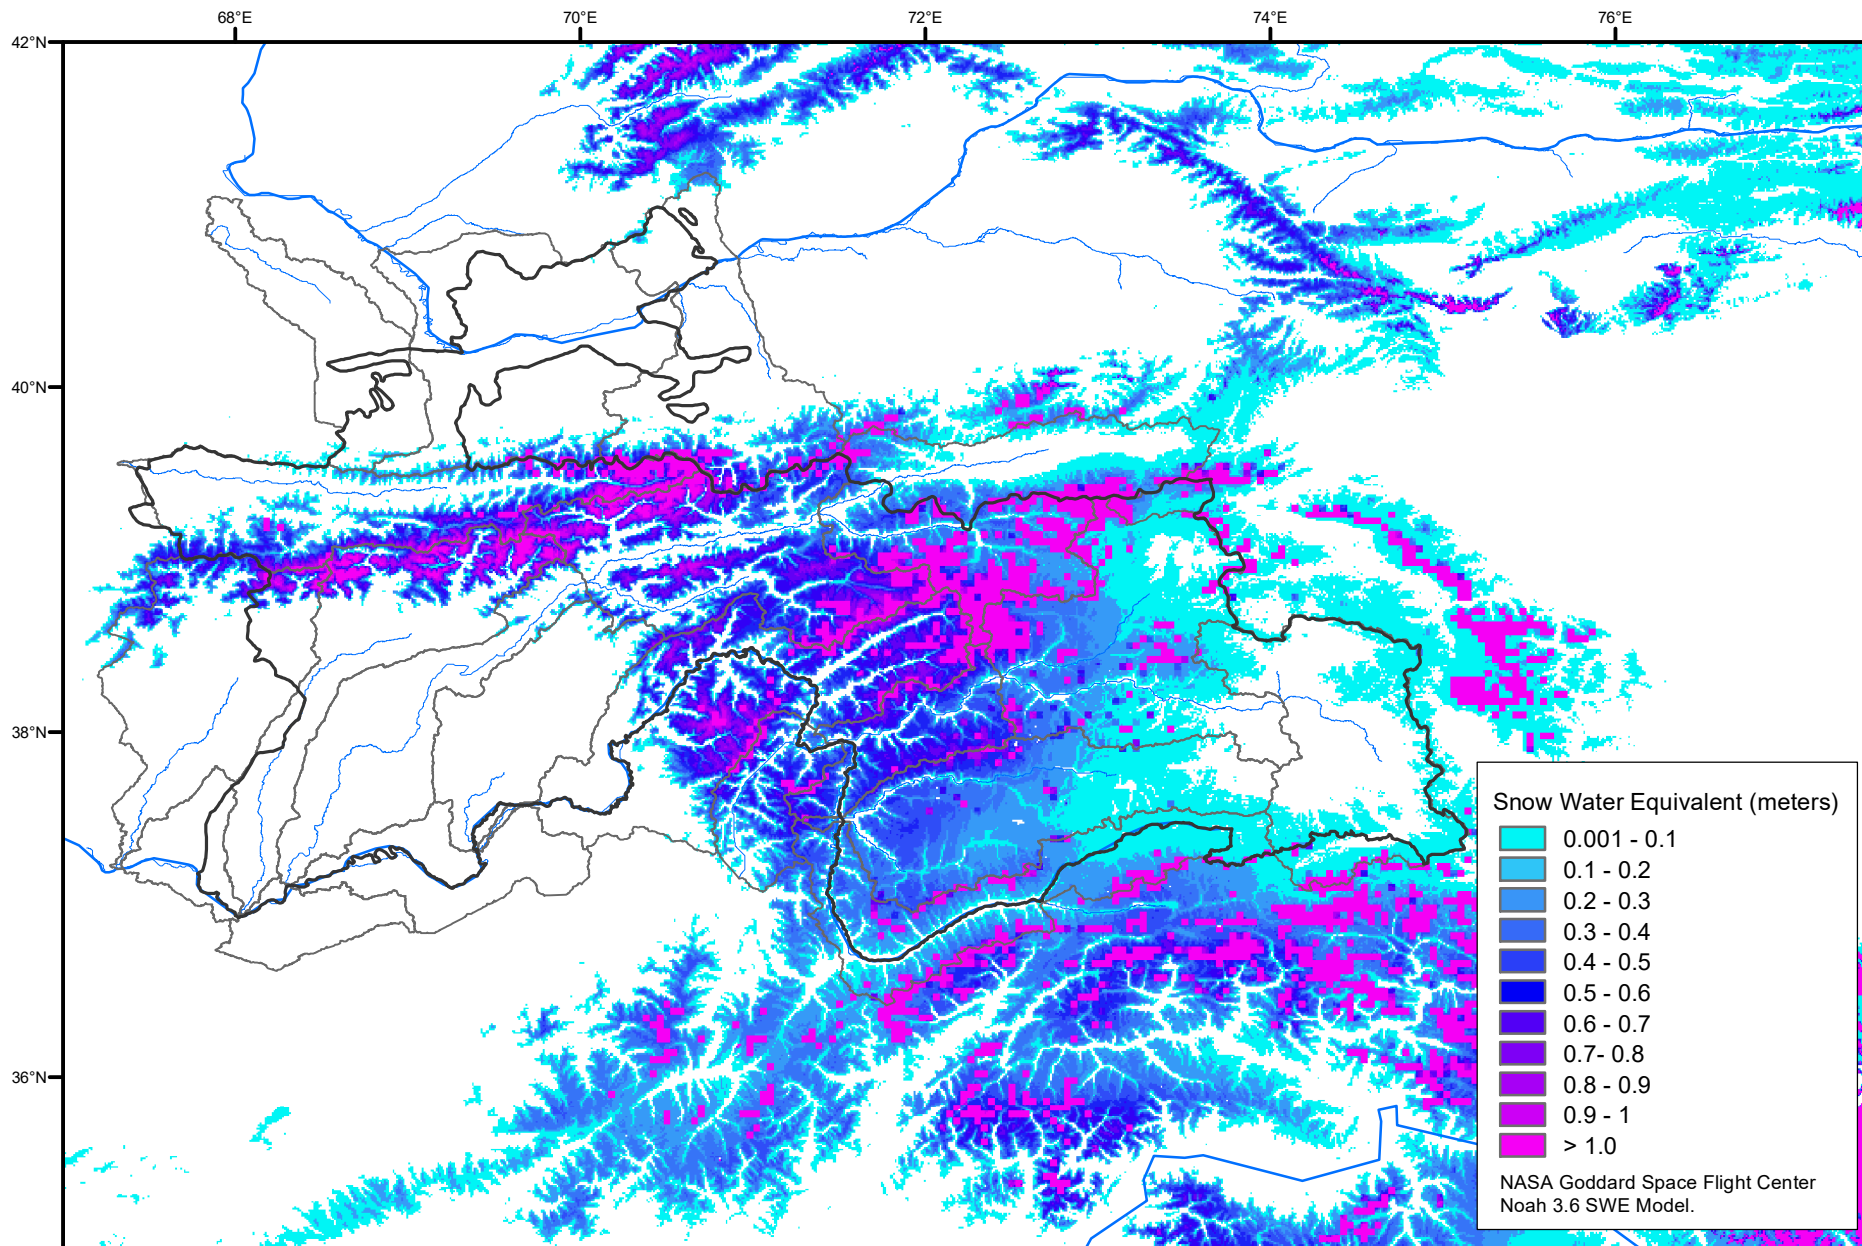 68°E 70°E 72°E 74°E 76°E
42°N
40°N
38°N
36°N
Snow Water Equivalent (meters)
0.001 - 0.1
0.1 - 0.2
0.2 - 0.3
0.3 - 0.4
0.4 - 0.5
0.5 - 0.6
0.6 - 0.7
0.7- 0.8
0.8 - 0.9
0.9 - 1
> 1.0
NASA Goddard Space Flight Center
Noah 3.6 SWE Model.